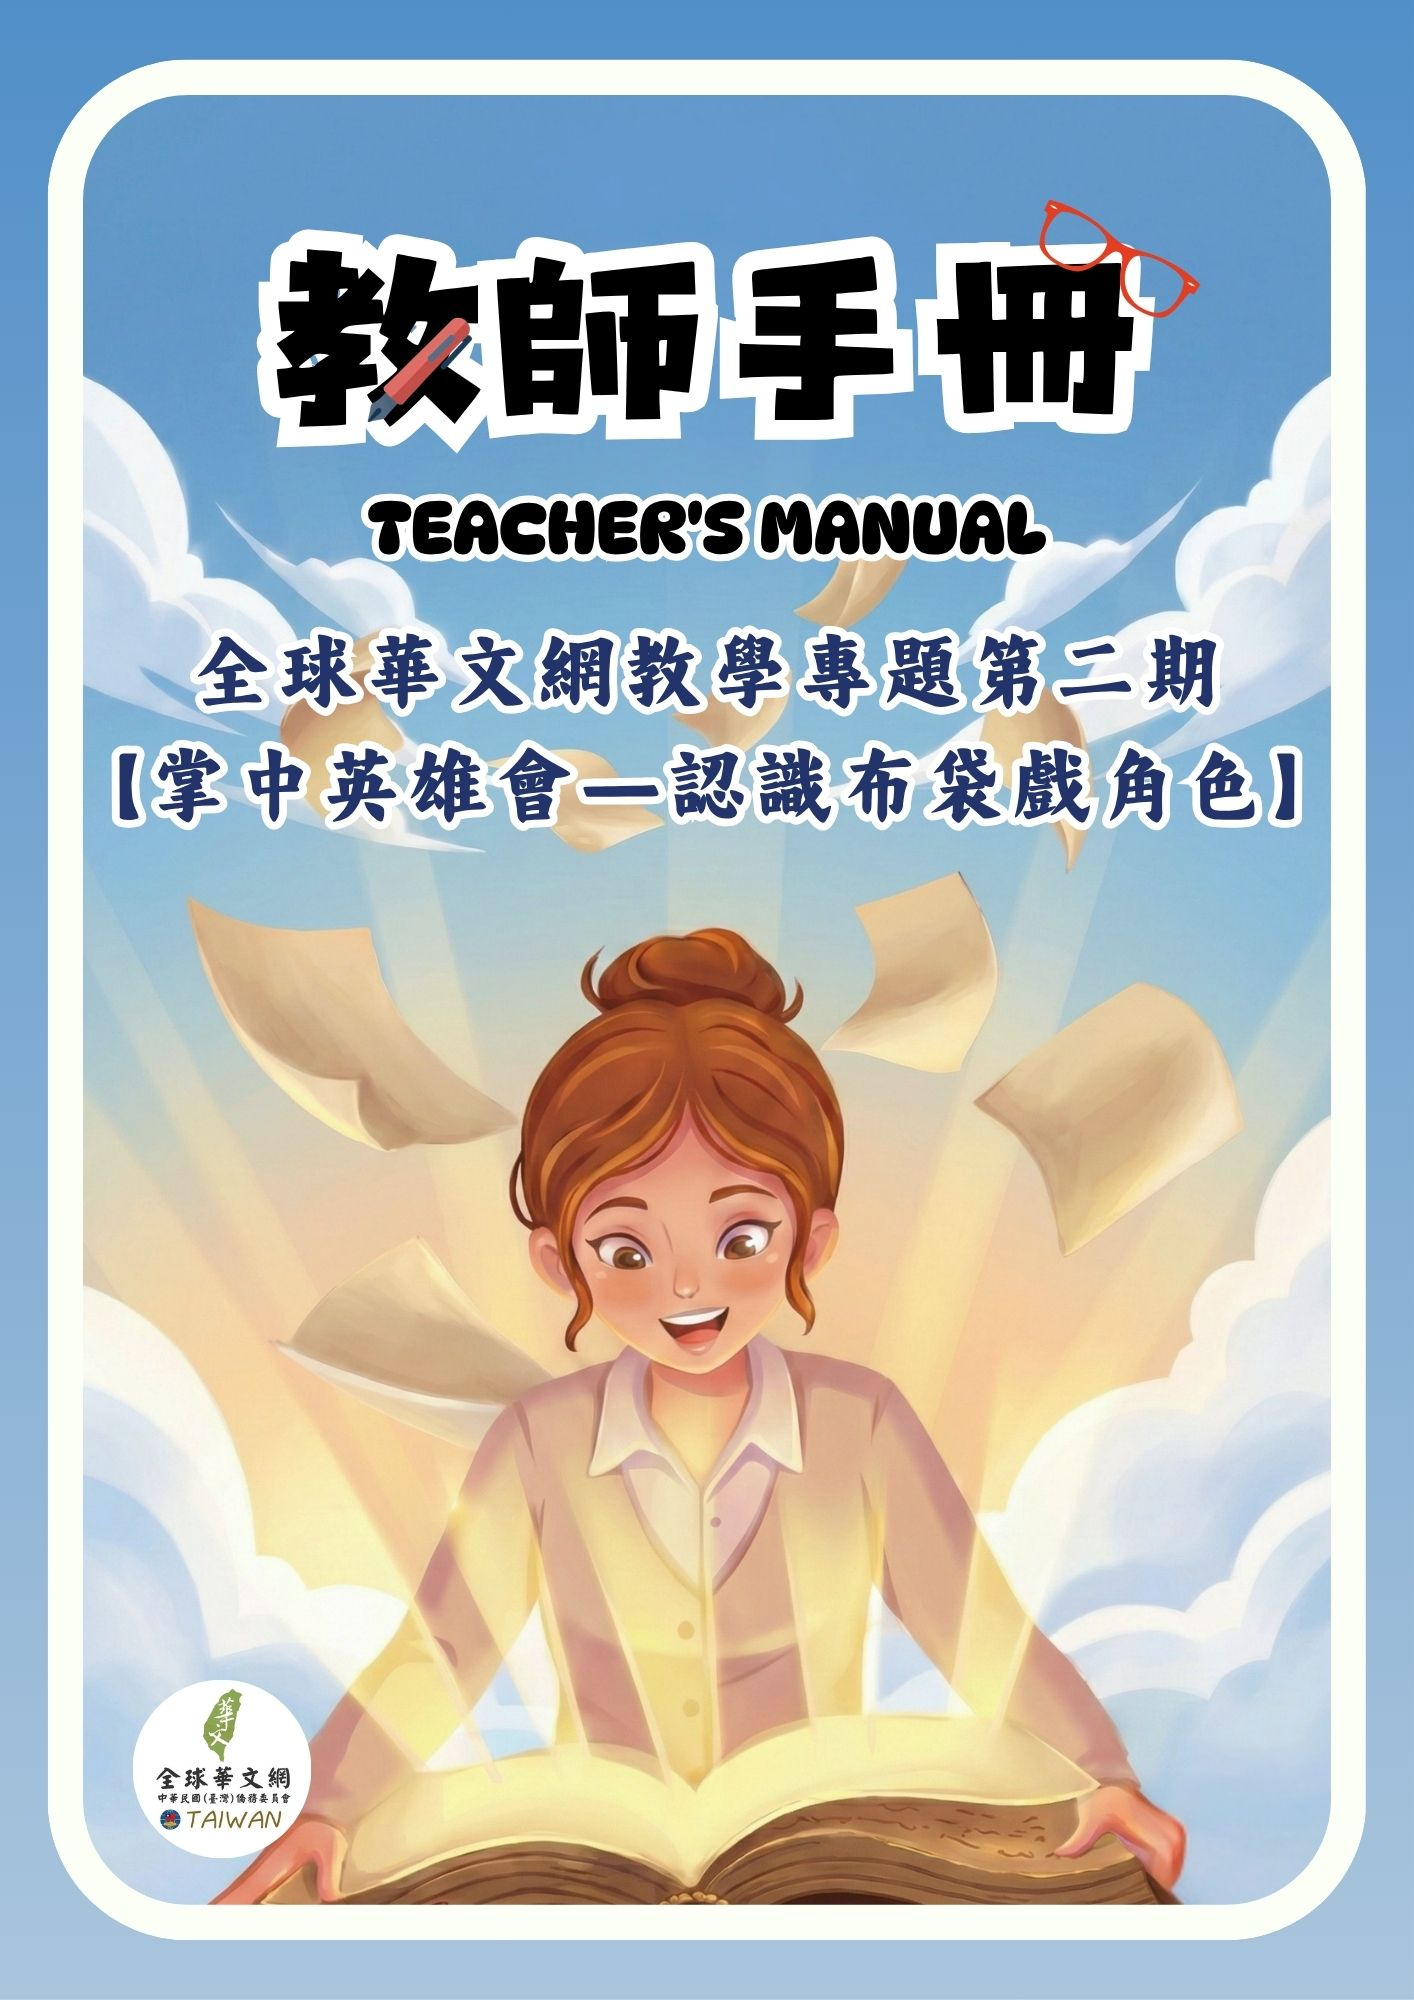 教師手冊
TEACHER'S MANUAL
全球華文網教學專題第二期
【掌中英雄會—認識布袋戲角色】
華文
全球華文網
中華民國(臺灣)僑務委員會
TAIWAN